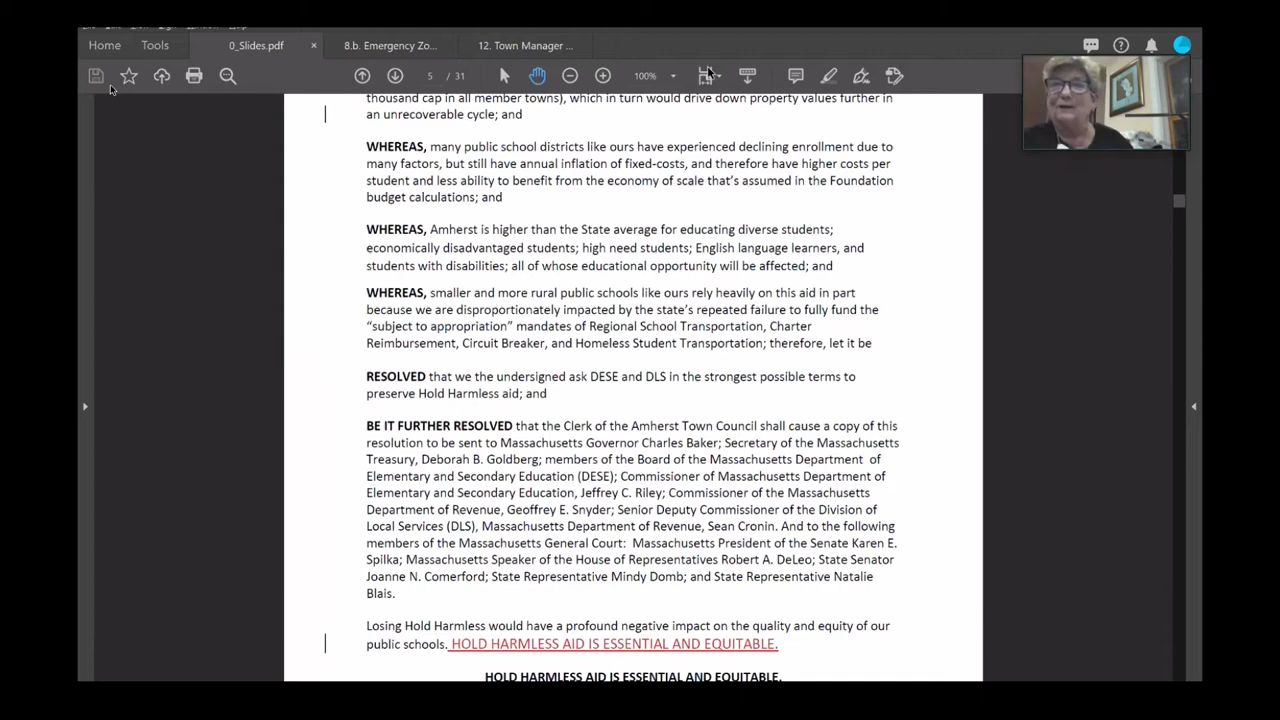 Home
Tools
0_Slides.pdf
×
8.b. Emergency Zo...
12. Town Manager ...
5 / 31
100%
thousand cap in all member towns), which in turn would drive down property values further in
an unrecoverable cycle; and
WHEREAS, many public school districts like ours have experienced declining enrollment due to
many factors, but still have annual inflation of fixed-costs, and therefore have higher costs per
student and less ability to benefit from the economy of scale that's assumed in the Foundation
budget calculations; and
WHEREAS, Amherst is higher than the State average for educating diverse students;
economically disadvantaged students; high need students; English language learners, and
students with disabilities; all of whose educational opportunity will be affected; and
WHEREAS, smaller and more rural public schools like ours rely heavily on this aid in part
because we are disproportionately impacted by the state's repeated failure to fully fund the
“subject to appropriation” mandates of Regional School Transportation, Charter
Reimbursement, Circuit Breaker, and Homeless Student Transportation; therefore, let it be
RESOLVED that we the undersigned ask DESE and DLS in the strongest possible terms to
preserve Hold Harmless aid; and
BE IT FURTHER RESOLVED that the Clerk of the Amherst Town Council shall cause a copy of this
resolution to be sent to Massachusetts Governor Charles Baker; Secretary of the Massachusetts
Treasury, Deborah B. Goldberg; members of the Board of the Massachusetts Department of
Elementary and Secondary Education (DESE); Commissioner of Massachusetts Department of
Elementary and Secondary Education, Jeffrey C. Riley; Commissioner of the Massachusetts
Department of Revenue, Geoffrey E. Snyder; Senior Deputy Commissioner of the Division of
Local Services (DLS), Massachusetts Department of Revenue, Sean Cronin. And to the following
members of the Massachusetts General Court: Massachusetts President of the Senate Karen E.
Spilka; Massachusetts Speaker of the House of Representatives Robert A. DeLeo; State Senator
Joanne N. Comerford; State Representative Mindy Domb; and State Representative Natalie
Blais.
Losing Hold Harmless would have a profound negative impact on the quality and equity of our
public schools. HOLD HARMLESS AID IS ESSENTIAL AND EQUITABLE.
HOLD HARMLESS AID IS ESSENTIAL AND EQUITABLE.